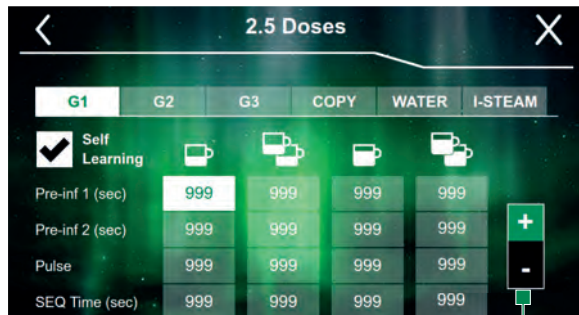 2.5 Doses
G1 G2 G3 COPY WATER I-STEAM
Self
Learning
Pre-inf 1 (sec) 999 999 999 999
Pre-inf 2 (sec) 999 999 999 999
+
Pulse 999 999 999 999
-
SEQ Time (sec) 999 999 999 999